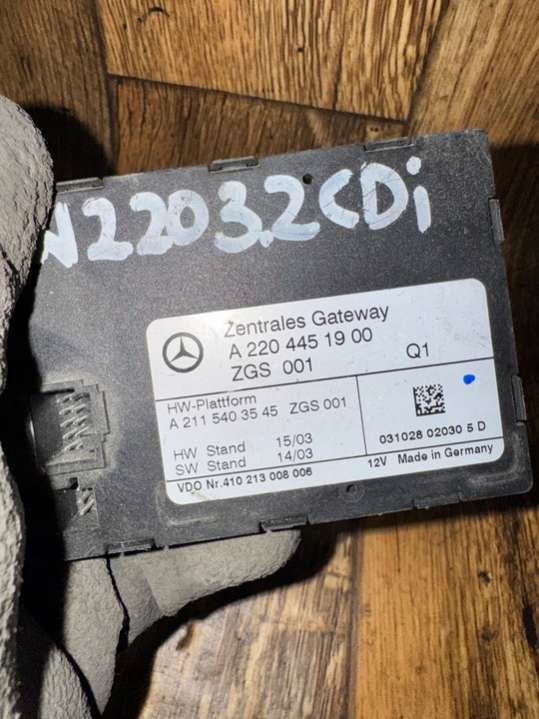 W220 3.2CDi
Zentrales Gateway
A 220 445 19 00
ZGS 001
Q1
HW-Plattform
A 211 540 35 45 ZGS 001
HW Stand 15/03
SW Stand 14/03
031028 02030 5 D
VDO Nr.410 213 008 006
12V Made in Germany